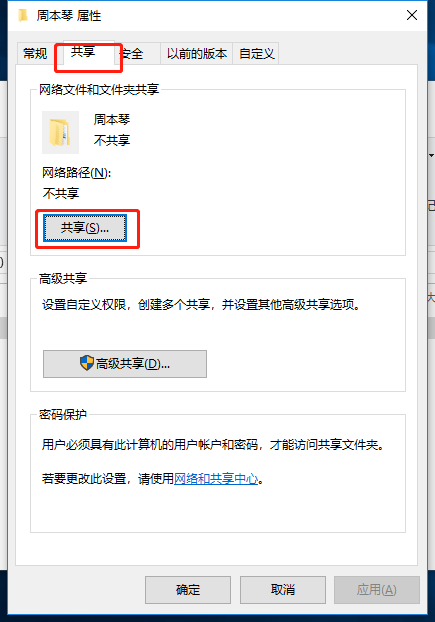 周本琴 属性
常规 共享 安全 以前的版本 自定义
网络文件和文件夹共享
周本琴
不共享
网络路径(N):
不共享
共享(S)...
高级共享
设置自定义权限，创建多个共享，并设置其他高级共享选项。
高级共享(D)...
密码保护
用户必须具有此计算机的用户帐户和密码，才能访问共享文件夹。
若要更改此设置，请使用网络和共享中心。
确定 取消 应用(A)